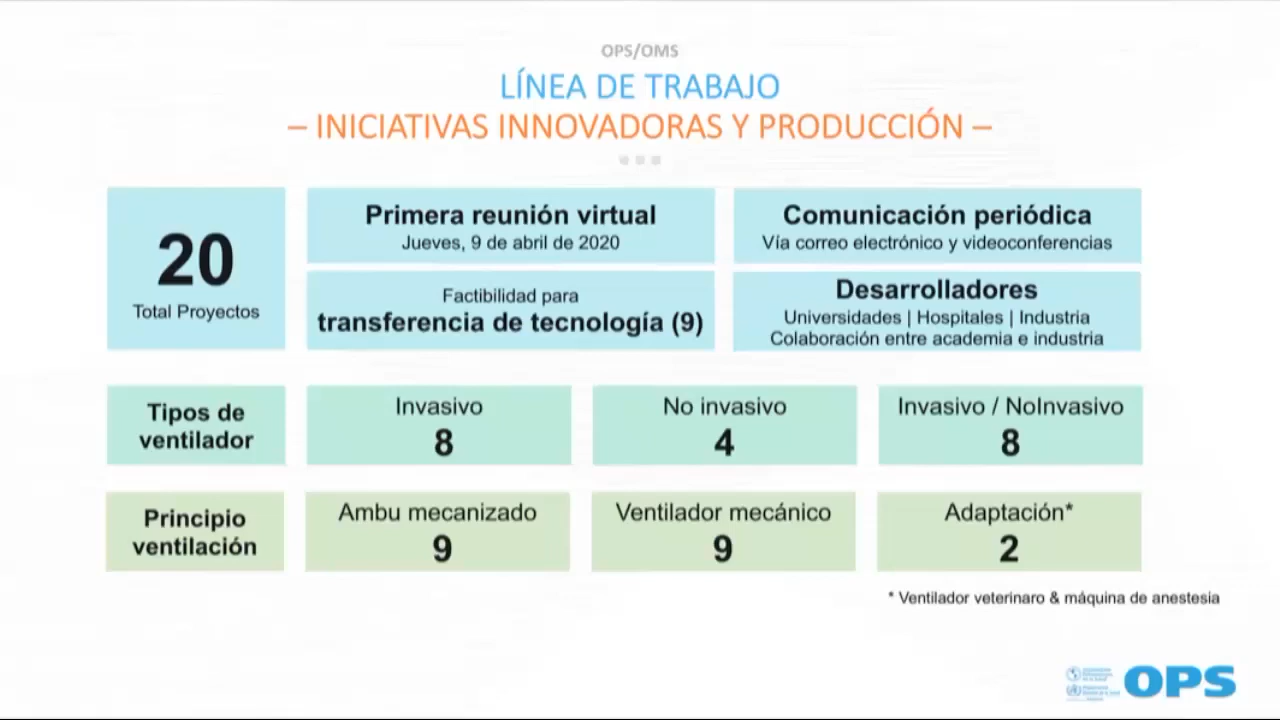 OPS/OMS
LÍNEA DE TRABAJO
– INICIATIVAS INNOVADORAS Y PRODUCCIÓN –
20
Total Proyectos
Primera reunión virtual
Jueves, 9 de abril de 2020
Comunicación periódica
Vía correo electrónico y videoconferencias
Factibilidad para
transferencia de tecnología (9)
Desarrolladores
Universidades | Hospitales | Industria
Colaboración entre academia e industria
Tipos de
ventilador
Invasivo
8
No invasivo
4
Invasivo / NoInvasivo
8
Principio
ventilación
Ambu mecanizado
9
Ventilador mecánico
9
Adaptación*
2
* Ventilador veterinaro & máquina de anestesia
OPS